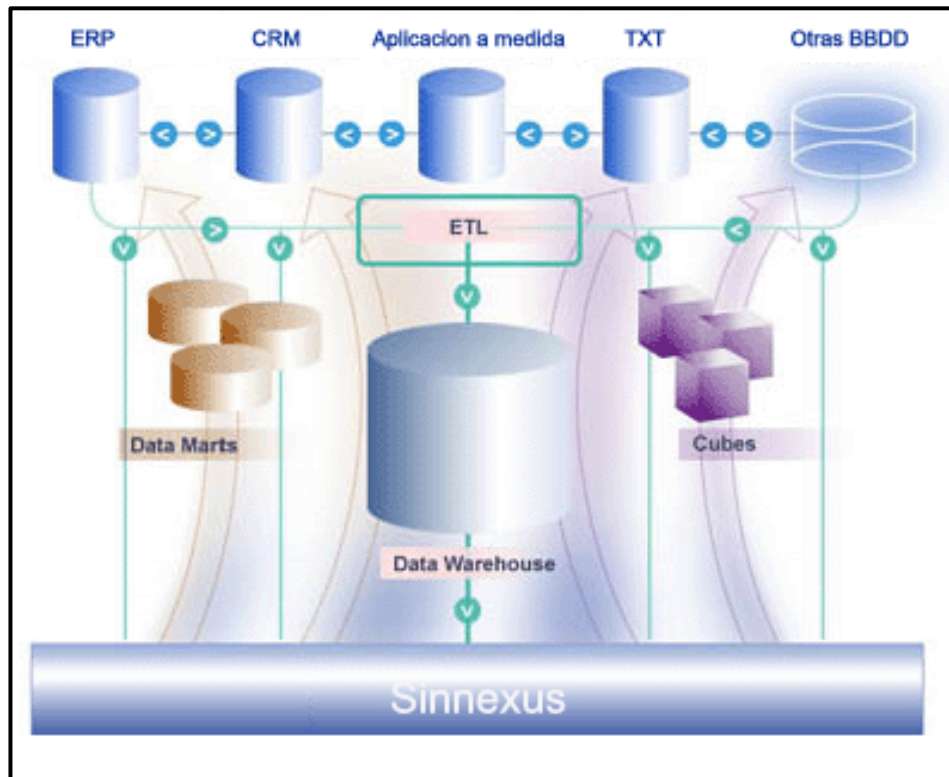 ERP
CRM
Aplicacion a medida
TXT
Otras BBDD
ETL
Data Marts
Cubes
Data Warehouse
Sinnexus